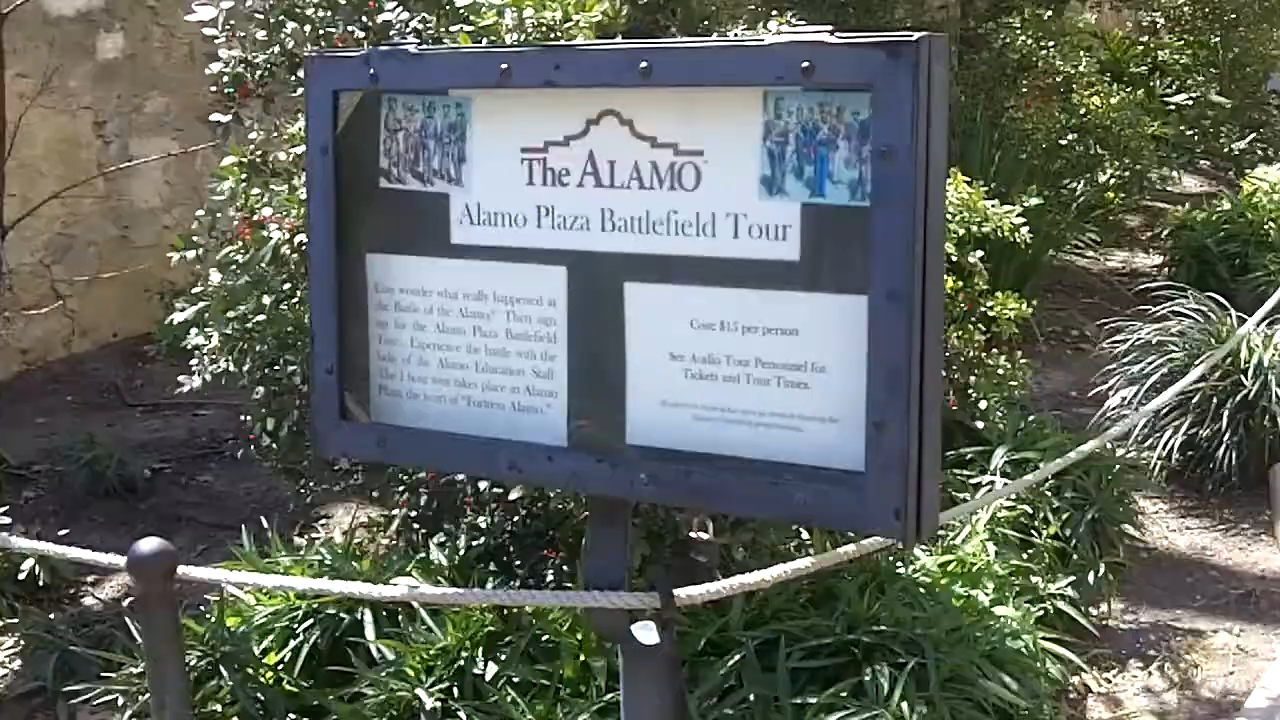 The ALAMO™
Alamo Plaza Battlefield Tour
Ever wonder what really happened at
the Battle of the Alamo? Then sign
up for the Alamo Plaza Battlefield
Tour. Experience the battle with the
help of the Alamo Education Staff.
The 1 hour tour takes place in Alamo
Plaza, the heart of "Fortress Alamo."
Cost: $15 per person
See Audio Tour Personnel for
Tickets and Tour Times.